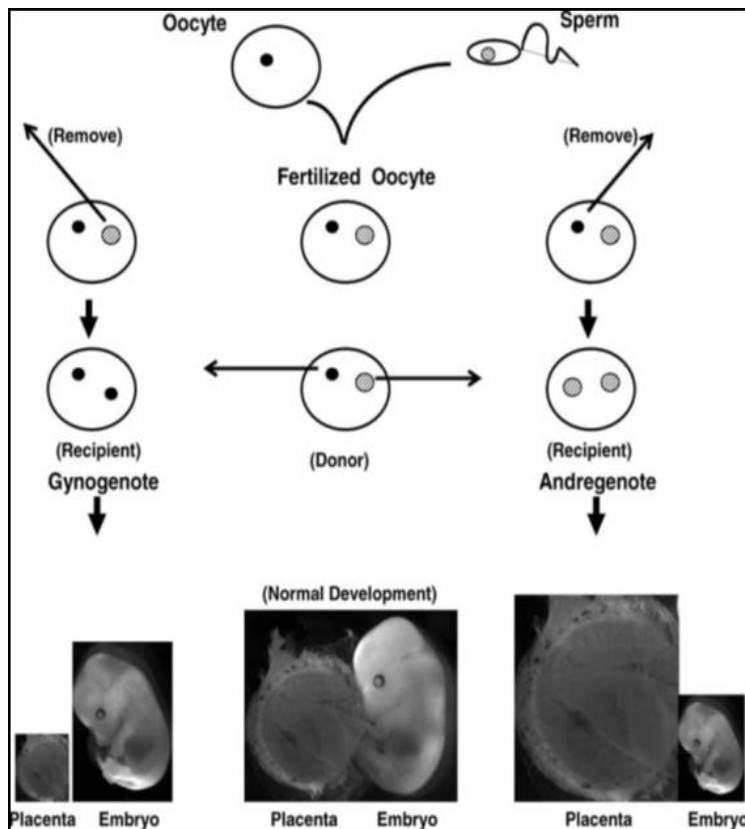 Oocyte
Sperm
(Remove)
(Remove)
Fertilized Oocyte
(Recipient)
(Donor)
(Recipient)
Gynogenote
Andregenote
(Normal Development)
Placenta
Embryo
Placenta
Embryo
Placenta
Embryo